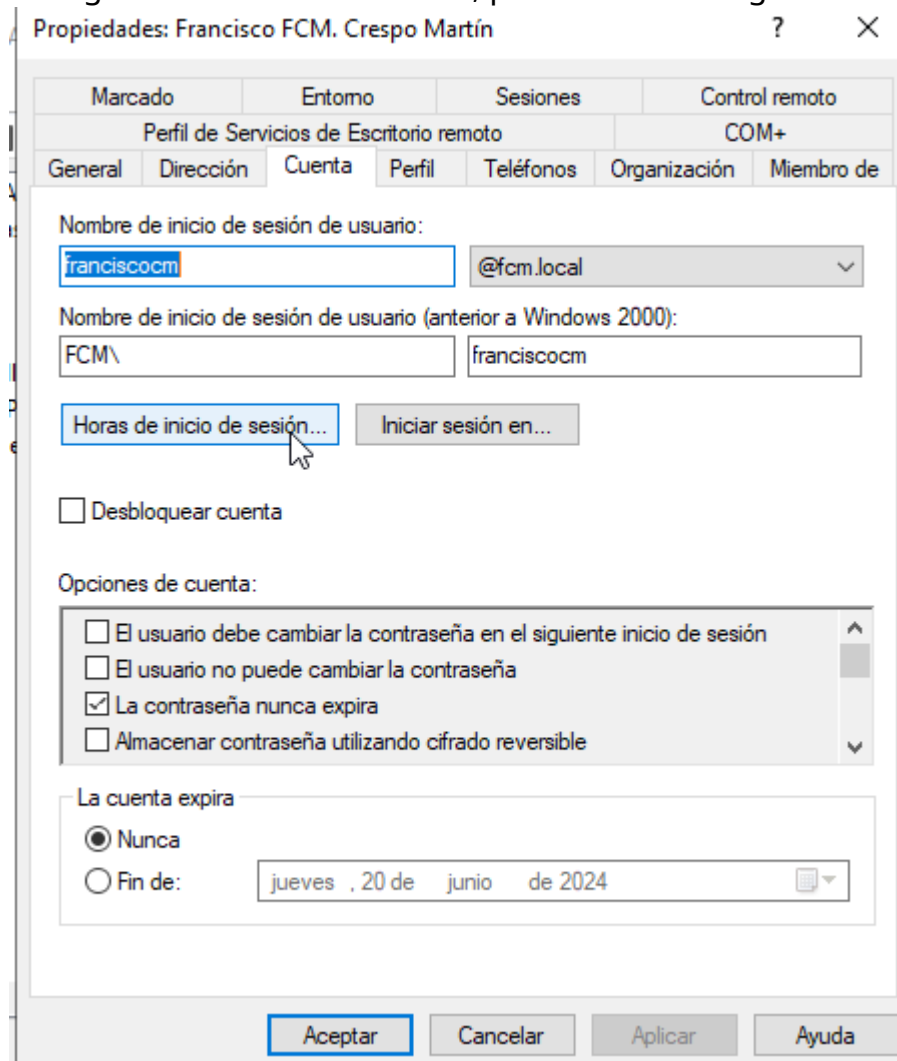 Propiedades: Francisco FCM. Crespo Martín ? ×
Marcado Entorno Sesiones Control remoto
Perfil de Servicios de Escritorio remoto COM+
General Dirección Cuenta Perfil Teléfonos Organización Miembro de
Nombre de inicio de sesión de usuario:
franciscocm @fcm.local
Nombre de inicio de sesión de usuario (anterior a Windows 2000):
FCM\ franciscocm
Horas de inicio de sesión... Iniciar sesión en...
Desbloquear cuenta
Opciones de cuenta:
El usuario debe cambiar la contraseña en el siguiente inicio de sesión
El usuario no puede cambiar la contraseña
La contraseña nunca expira
Almacenar contraseña utilizando cifrado reversible
La cuenta expira
Nunca
Fin de: jueves , 20 de junio de 2024
Aceptar Cancelar Aplicar Ayuda